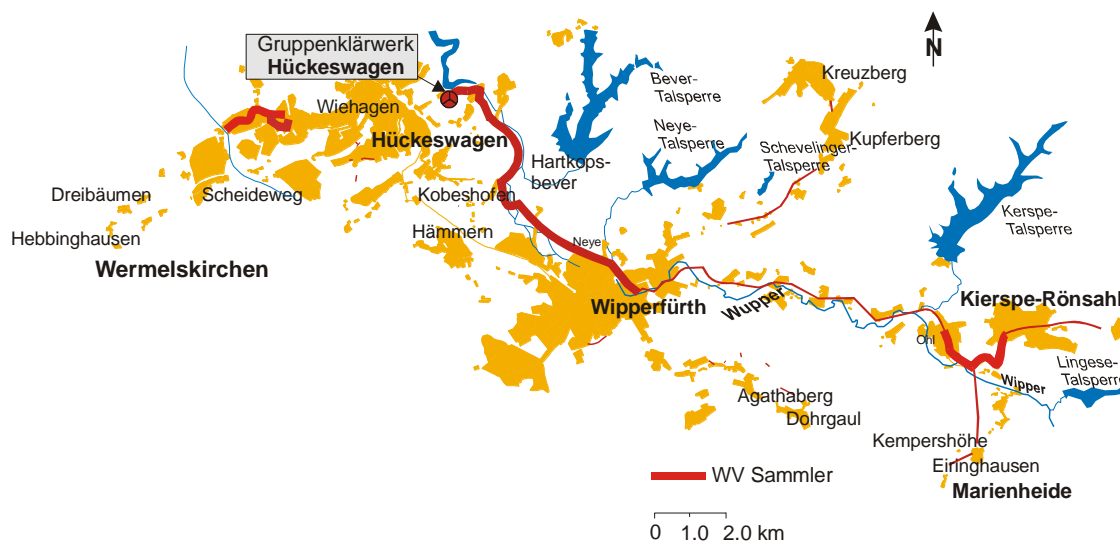 Gruppenklärwerk
Hückeswagen
N
Kreuzberg
Bever-
Talsperre
Wiehagen
Hückeswagen
Neye-
Talsperre
Kupferberg
Schevelinger-
Talsperre
Hartkops-
bever
Dreibäumen
Scheideweg
Kobeshofen
Kerspe-
Talsperre
Hebbinghausen
Hämmern
Neye
Wermelskirchen
Wipperfürth
Wupper
Kierspe-Rönsahl
Ohl
Lingese-
Talsperre
Wipper
Agathaberg
Dohrgaul
Kempershöhe
Eiringhausen
Marienheide
WV Sammler
0 1.0 2.0 km